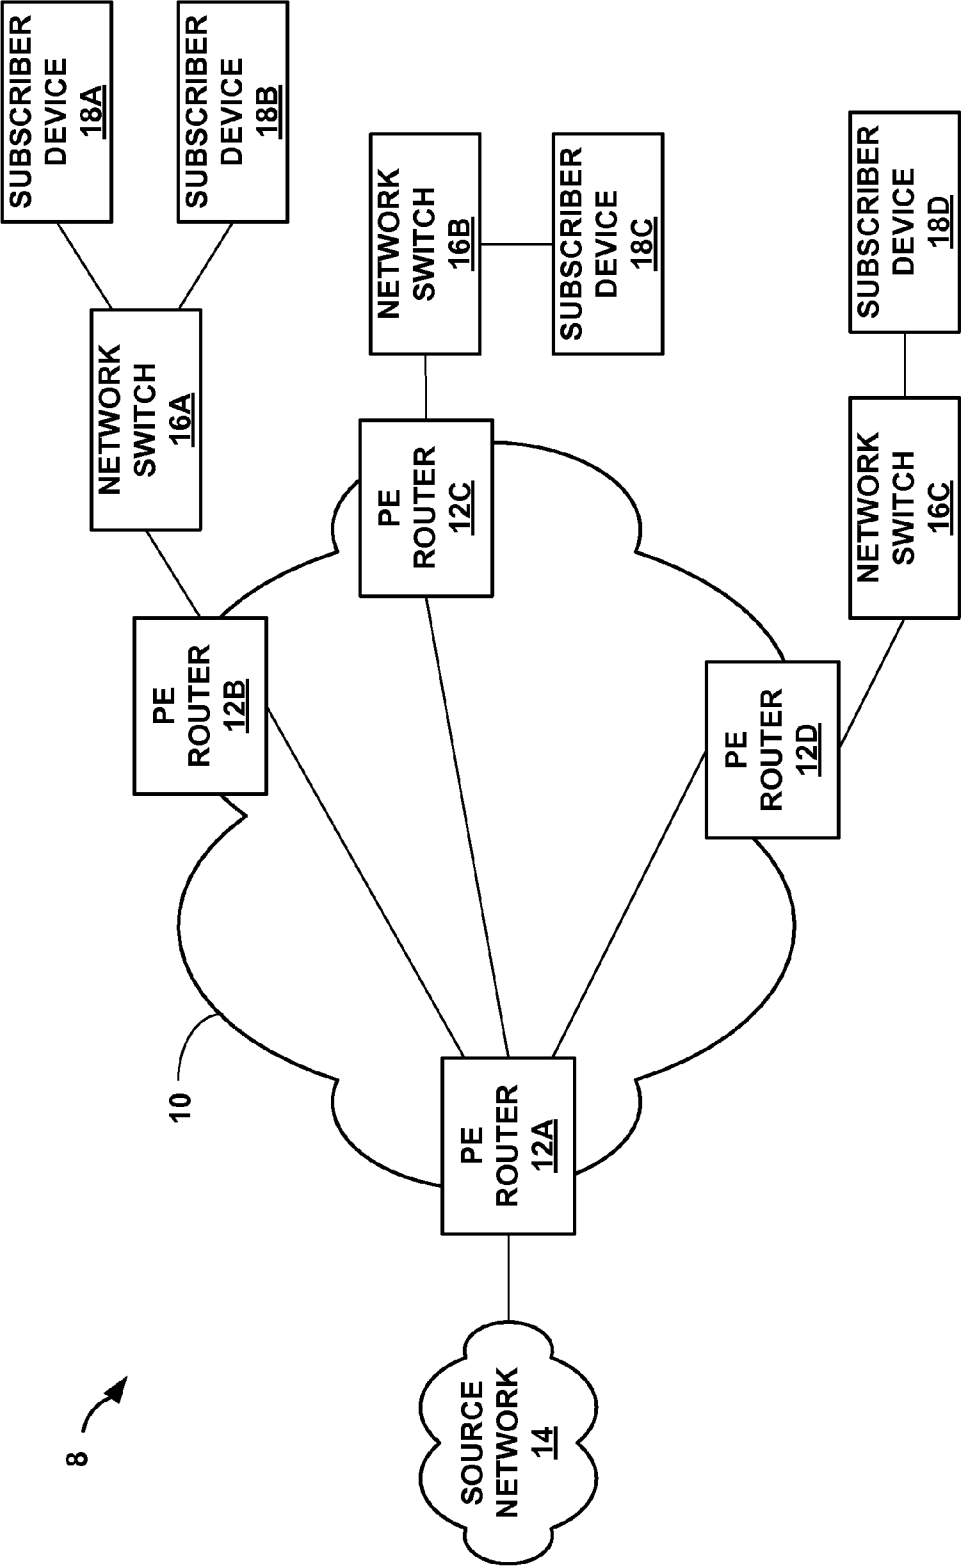 SUBSCRIBER
DEVICE
18A
SUBSCRIBER
DEVICE
18B
NETWORK
SWITCH
16A
NETWORK
SWITCH
16B
SUBSCRIBER
DEVICE
18C
SUBSCRIBER
DEVICE
18D
NETWORK
SWITCH
16C
PE
ROUTER
12B
PE
ROUTER
12C
PE
ROUTER
12D
10
PE
ROUTER
12A
8
SOURCE
NETWORK
14